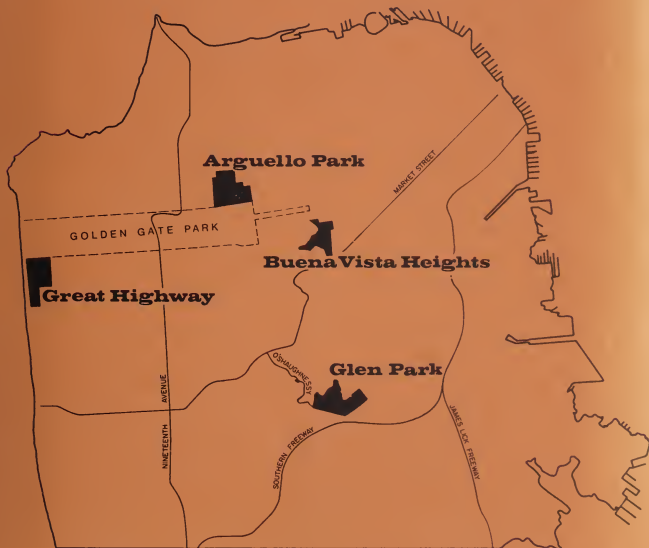 Arguello Park
MARKET STREET
GOLDEN GATE PARK
Buena Vista Heights
Great Highway
O'SHAUGHNESSY
Glen Park
NINETEENTH AVENUE
SOUTHERN FREEWAY
JAMES LICK FREEWAY